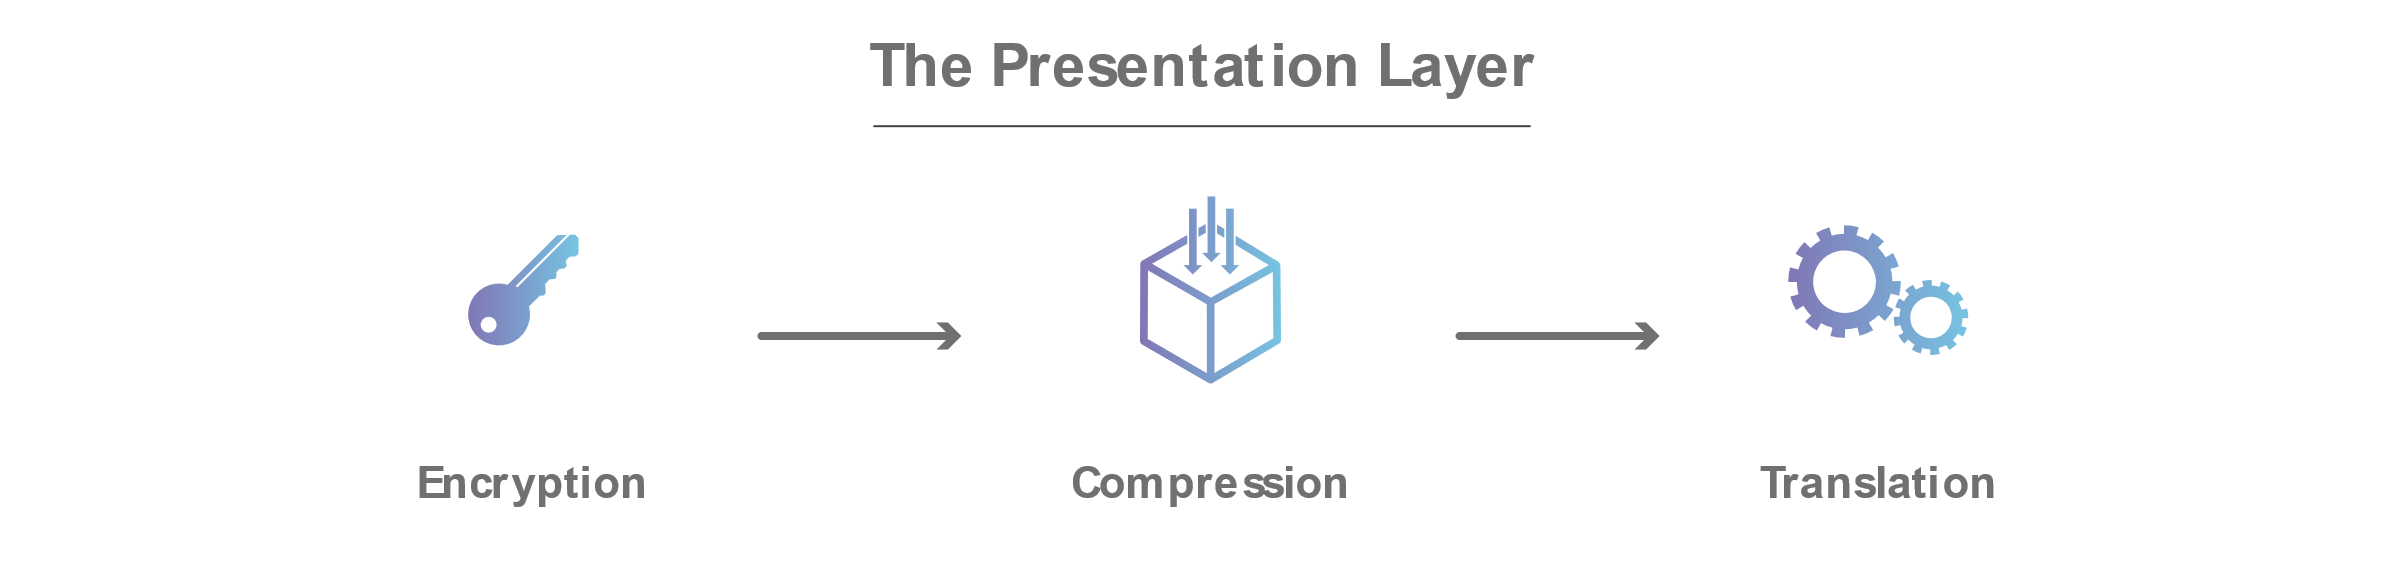 The Presentation Layer
Encryption
Compression
Translation